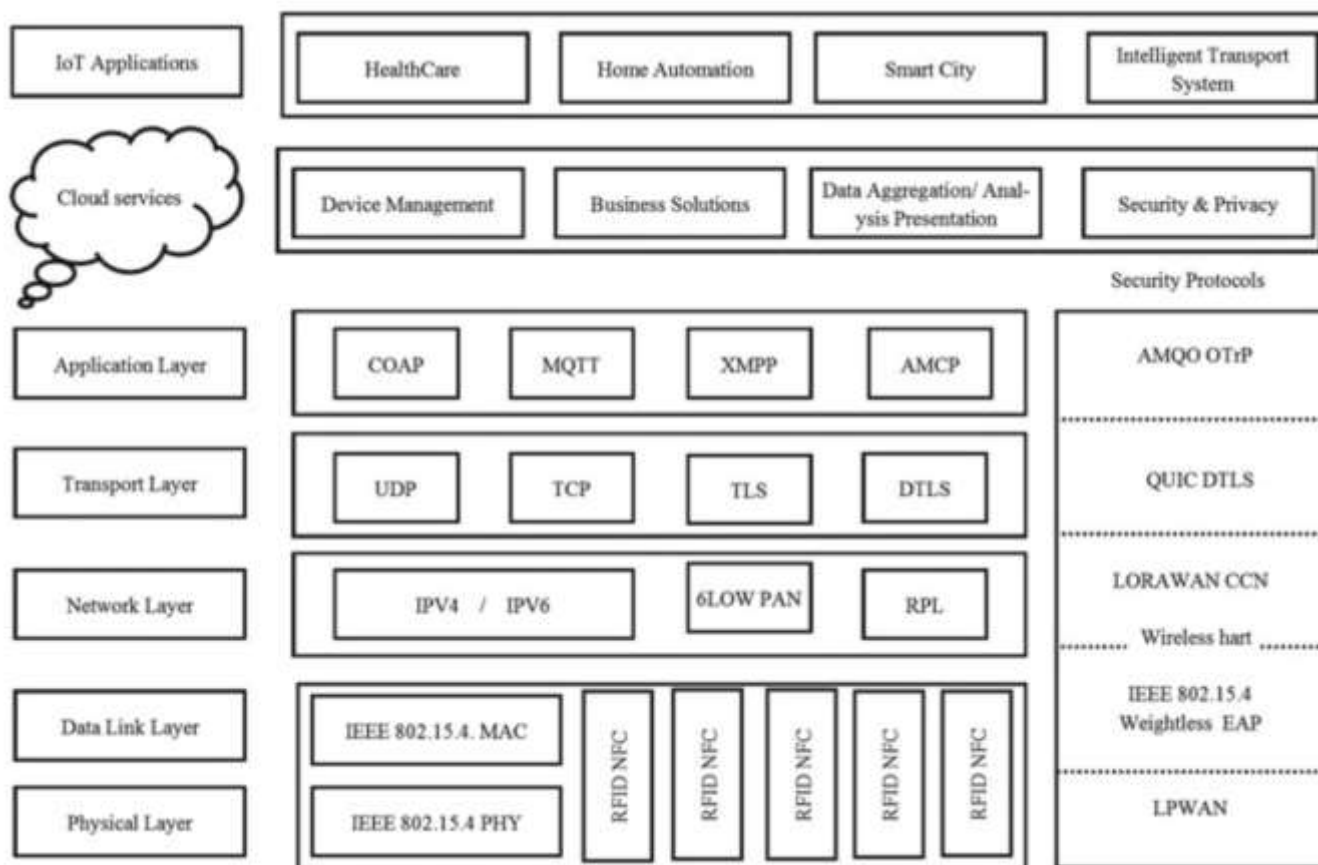 IoT Applications
HealthCare
Home Automation
Smart City
Intelligent Transport
System
Cloud services
Device Management
Business Solutions
Data Aggregation/ Anal-
ysis Presentation
Security & Privacy
Security Protocols
Application Layer
COAP
MQTT
XMPP
AMCP
AMQO OTrP
Transport Layer
UDP
TCP
TLS
DTLS
QUIC DTLS
Network Layer
IPV4 / IPV6
6LOW PAN
RPL
LORAWAN CCN
Wireless hart
Data Link Layer
IEEE 802.15.4. MAC
RFID NFC
RFID NFC
RFID NFC
RFID NFC
RFID NFC
IEEE 802.15.4
Weightless EAP
Physical Layer
IEEE 802.15.4 PHY
LPWAN